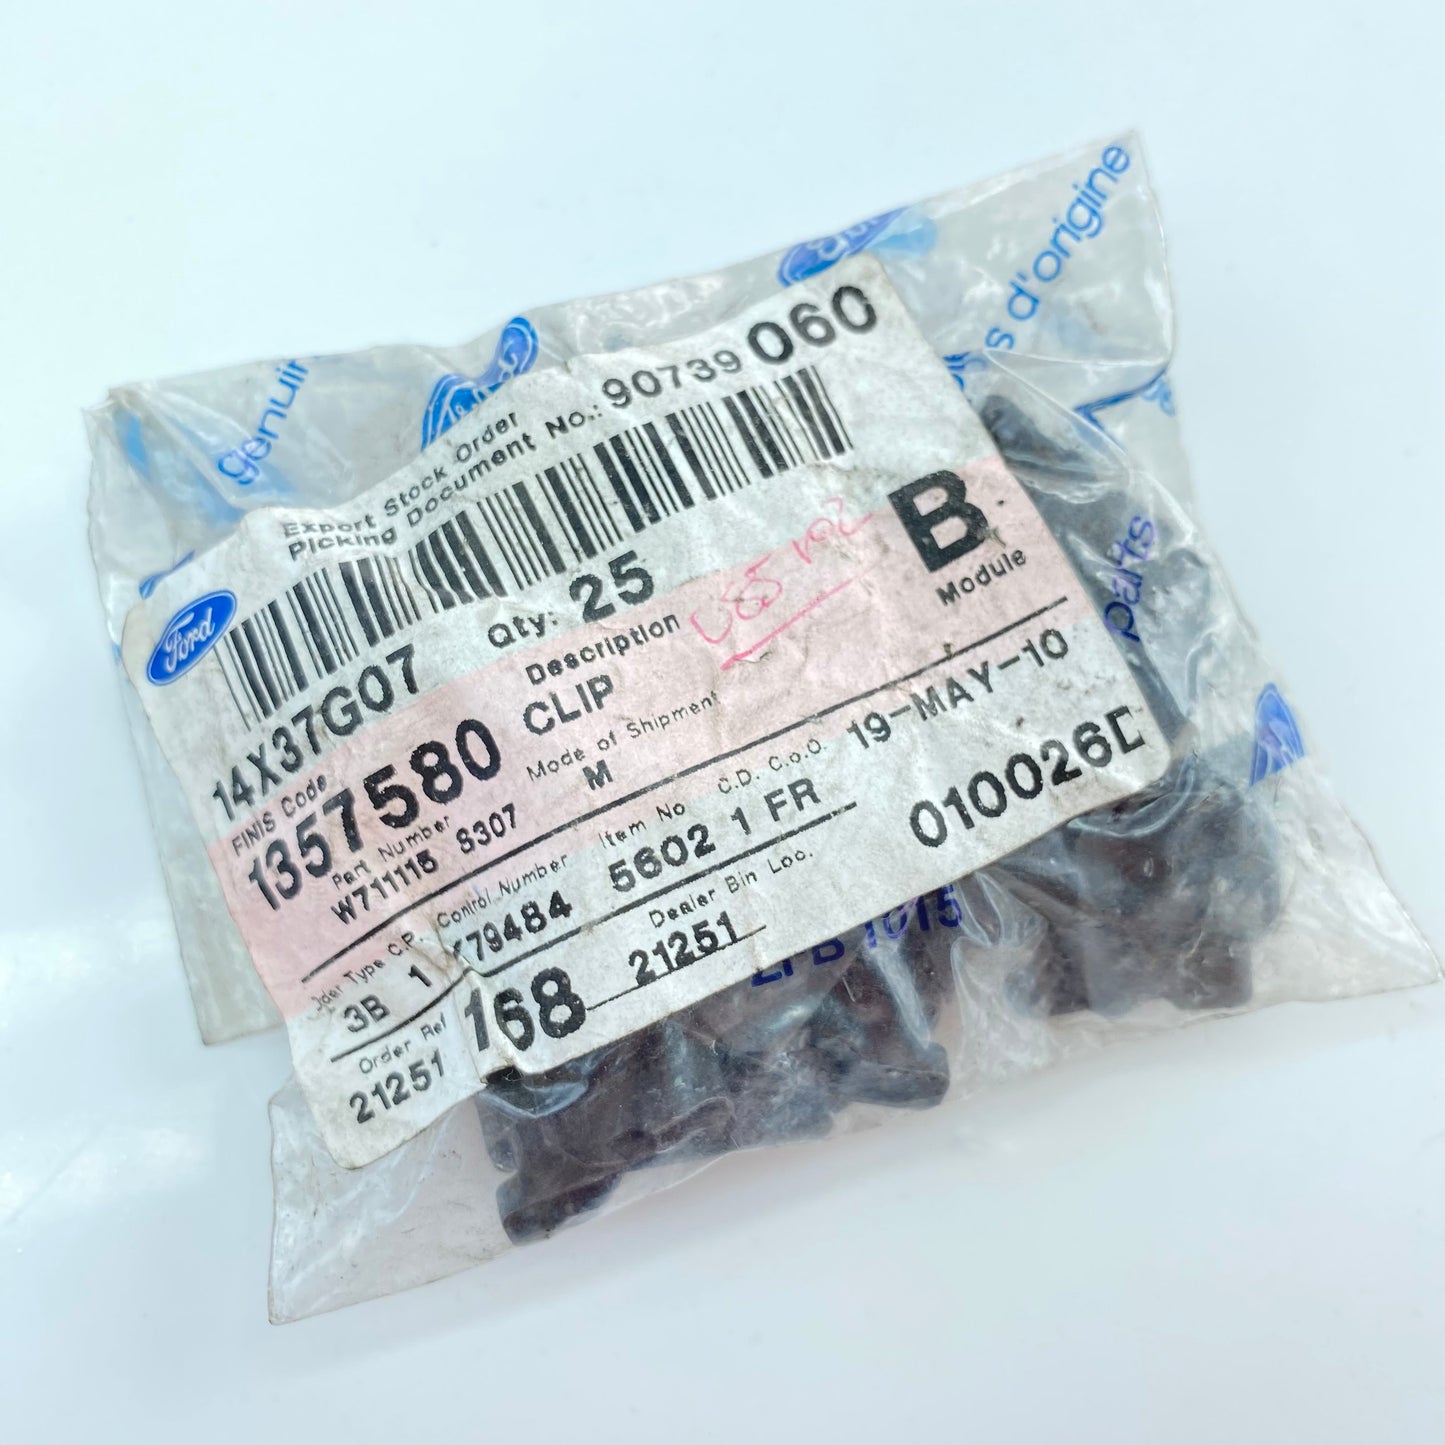 d'origine
genuin
Export Stock Order
Picking Document No.: 90739 060
Ford
14X37G07
Qty: 25
B
Module
FINIS Code
1357580
Description
CLIP
Part Number
W711115 S307
Mode of Shipment
M
19-MAY-10
Type C.P.
3B 1
Control Number
79484
Item No
5602
C.D. C.o.O.
1 FR
010026D
Order Ref
21251
168
Dealer Bin Loc.
21251
parts
1015